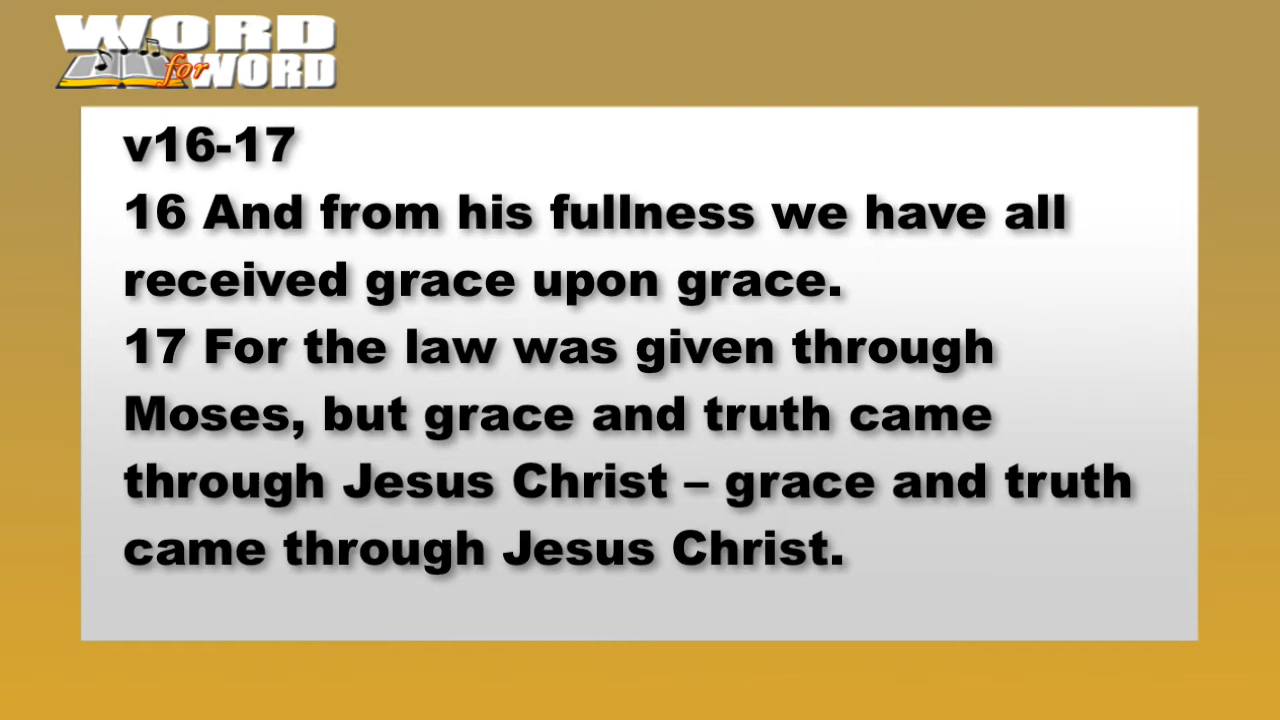 WORD
for WORD
v16-17
16 And from his fullness we have all
received grace upon grace.
17 For the law was given through
Moses, but grace and truth came
through Jesus Christ – grace and truth
came through Jesus Christ.